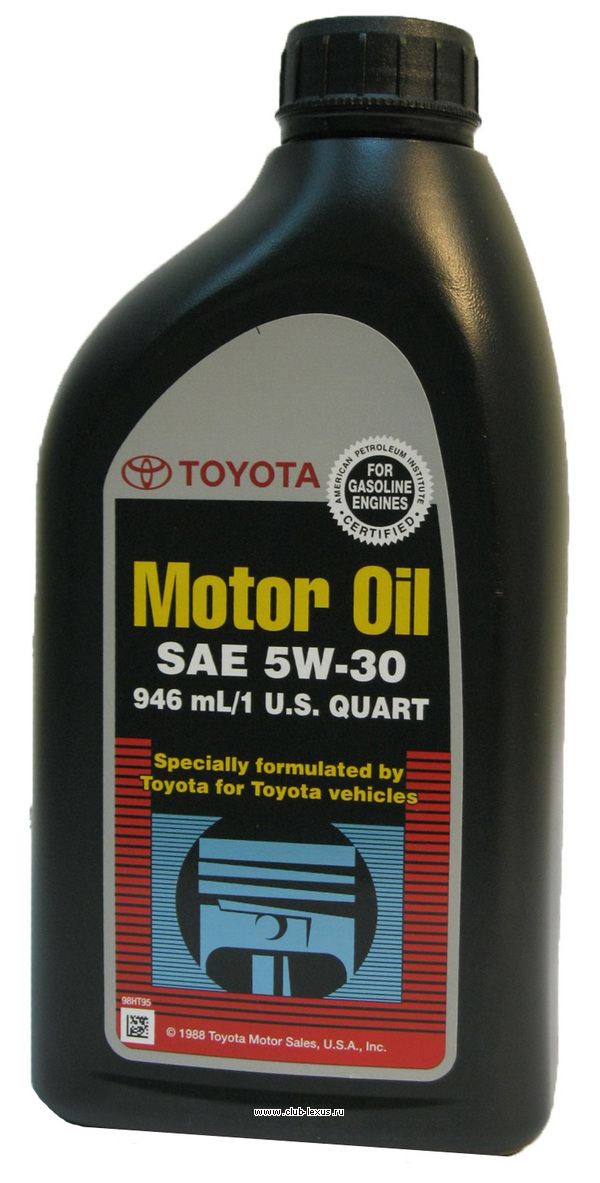 TOYOTA
AMERICAN PETROLEUM INSTITUTE
FOR
GASOLINE
ENGINES
• CERTIFIED •
Motor Oil
SAE 5W-30
946 mL/1 U.S. QUART
Specially formulated by
Toyota for Toyota vehicles
98HT95
© 1988 Toyota Motor Sales, U.S.A., Inc.
www.club-lexus.ru